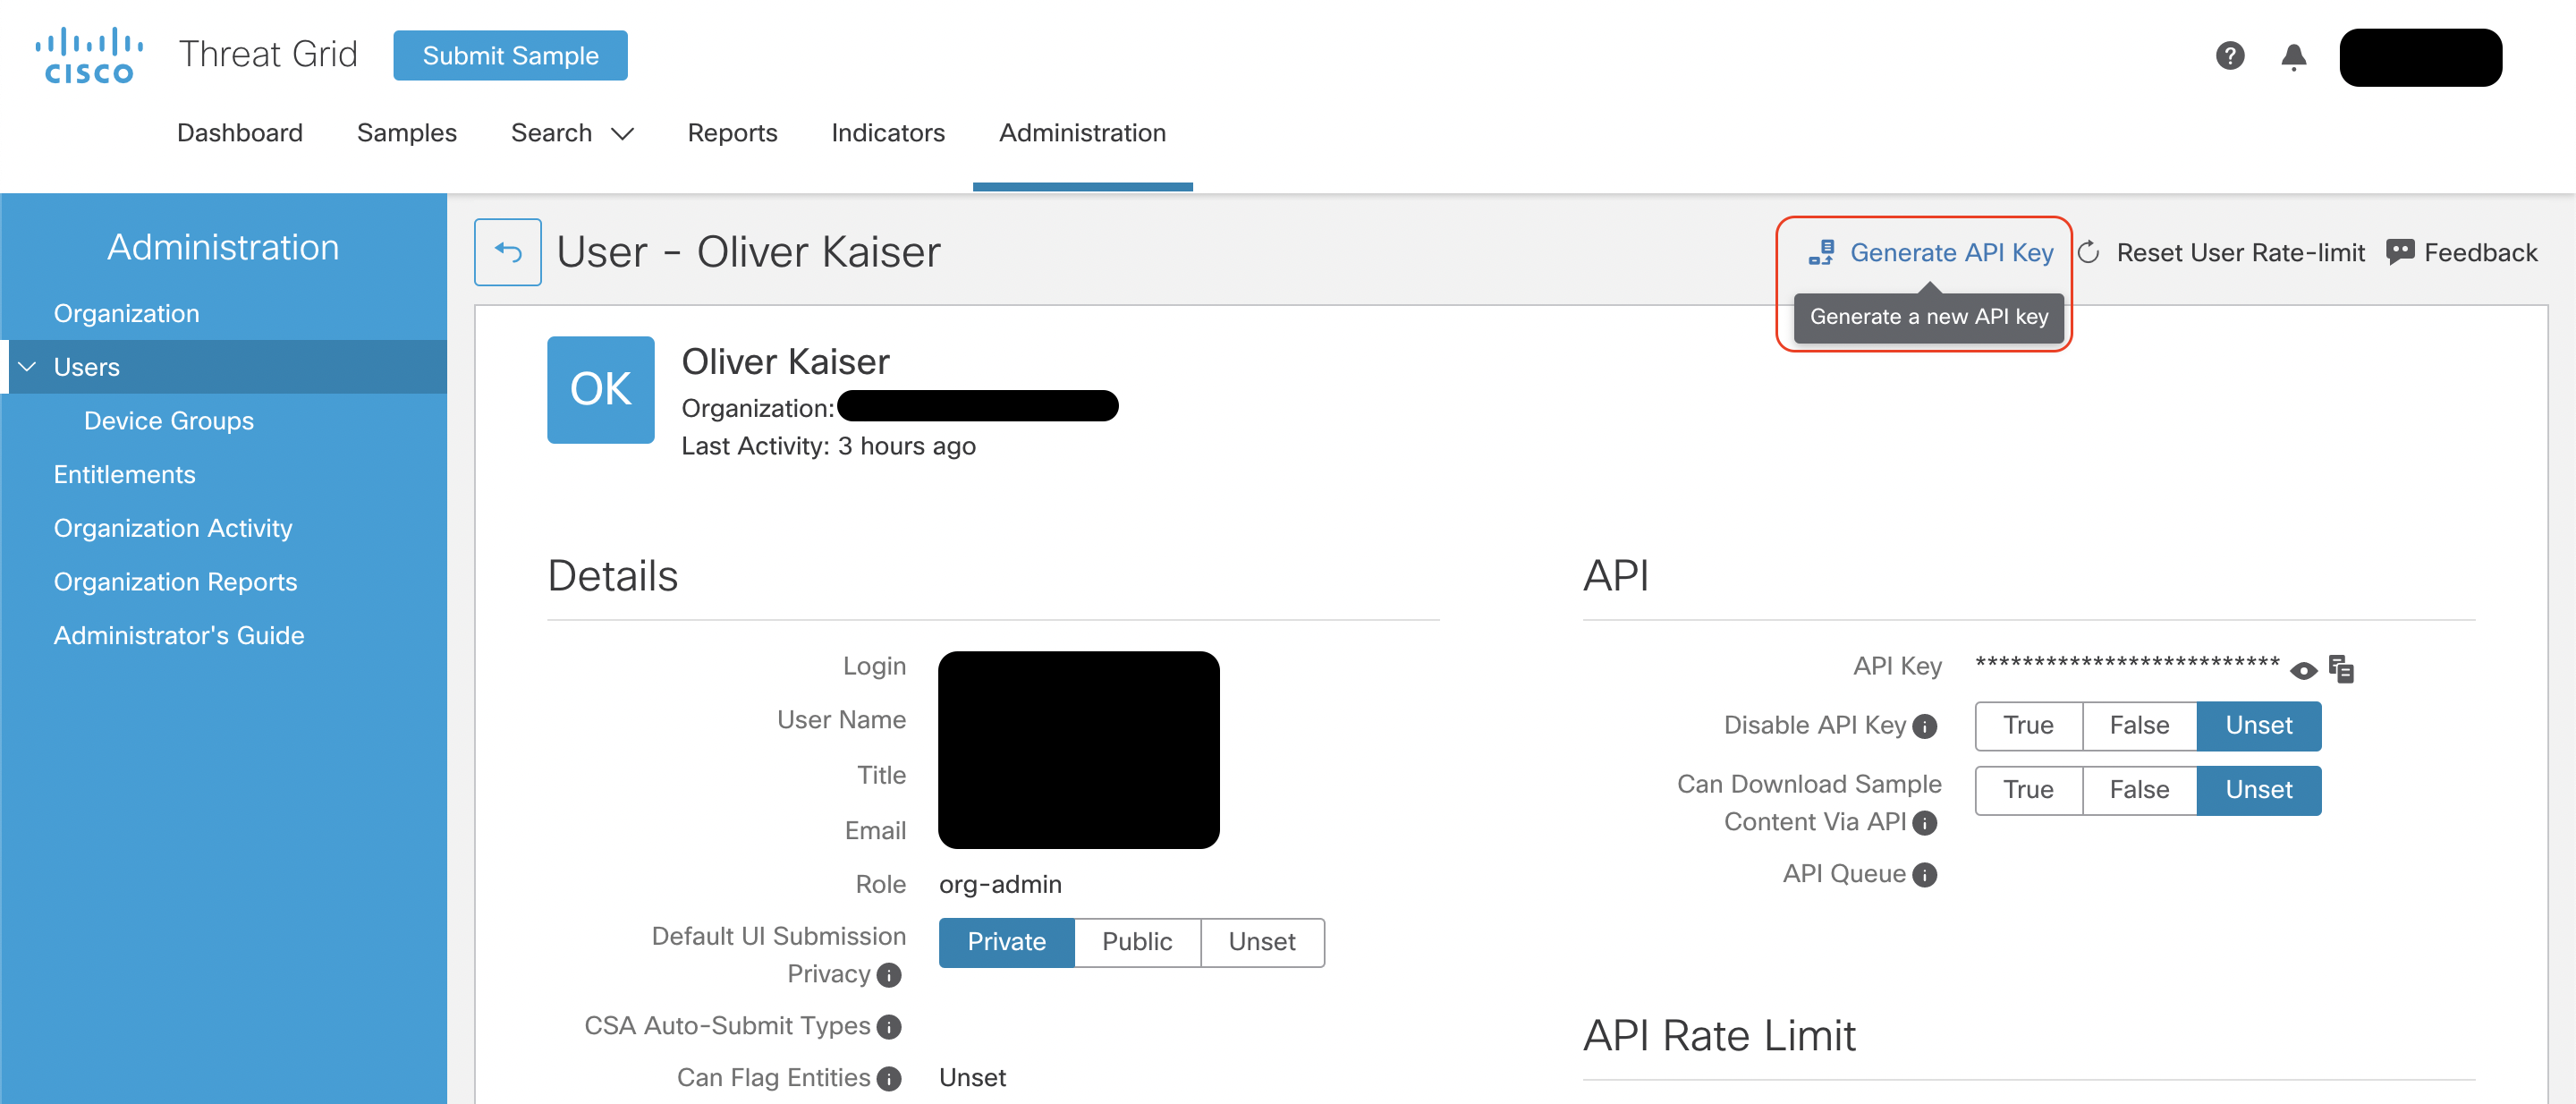 CISCO
Threat Grid
Submit Sample
?
Dashboard Samples Search Reports Indicators Administration
Administration
Organization
Users
Device Groups
Entitlements
Organization Activity
Organization Reports
Administrator's Guide
User - Oliver Kaiser
Generate API Key
Reset User Rate-limit
Feedback
Generate a new API key
OK
Oliver Kaiser
Organization:
Last Activity: 3 hours ago
Details
Login
User Name
Title
Email
Role org-admin
Default UI Submission
Privacy i
Private Public Unset
CSA Auto-Submit Types i
Can Flag Entities i Unset
API
API Key **************************
Disable API Key i True False Unset
Can Download Sample
Content Via API i
True False Unset
API Queue i
API Rate Limit